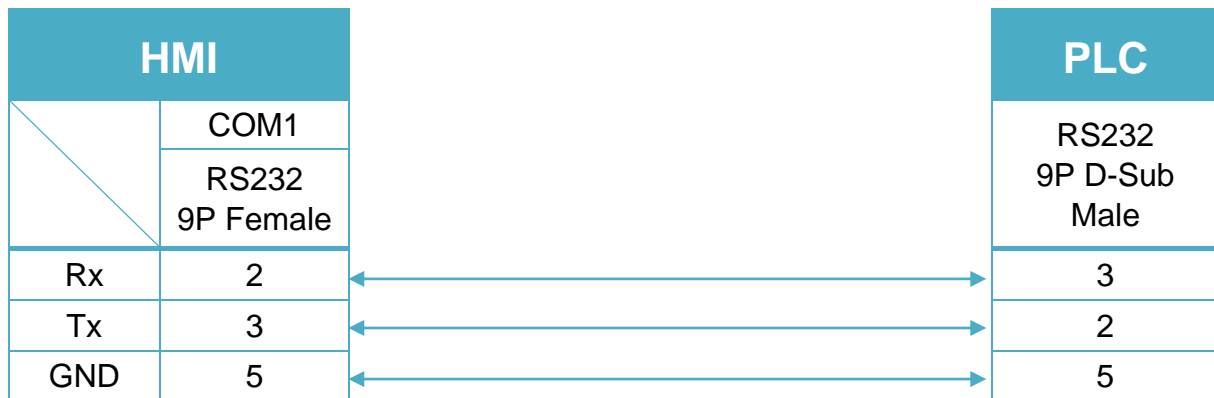 HMI
PLC
COM1
RS232
9P Female
RS232
9P D-Sub
Male
Rx 2 3
Tx 3 2
GND 5 5